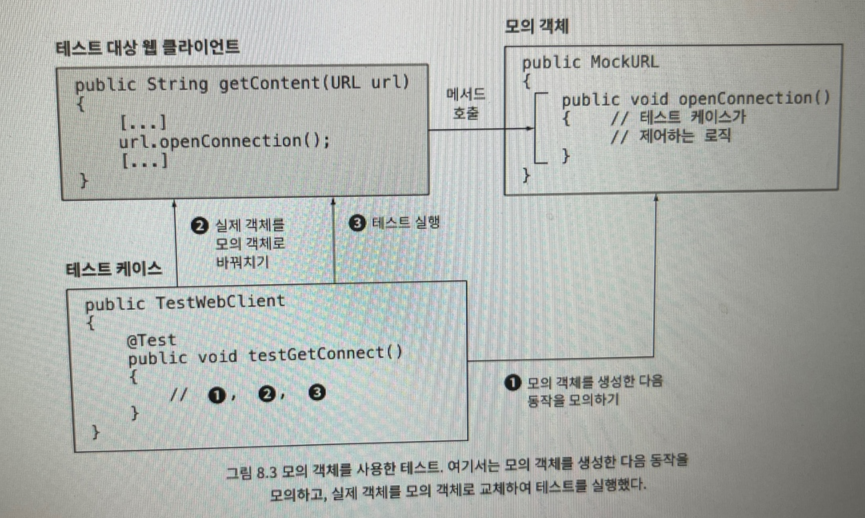 테스트 대상 웹 클라이언트
public String getContent(URL url)
{
[...]
url.openConnection();
[...]
}
메서드
호출
모의 객체
public MockURL
{
public void openConnection()
{ // 테스트 케이스가
// 제어하는 로직
}
}
❷ 실제 객체를
모의 객체로
바꿔치기
❸ 테스트 실행
테스트 케이스
public TestWebClient
{
@Test
public void testGetConnect()
{
// ❶, ❷, ❸
}
}
❶ 모의 객체를 생성한 다음
동작을 모의하기
그림 8.3 모의 객체를 사용한 테스트. 여기서는 모의 객체를 생성한 다음 동작을
모의하고, 실제 객체를 모의 객체로 교체하여 테스트를 실행했다.